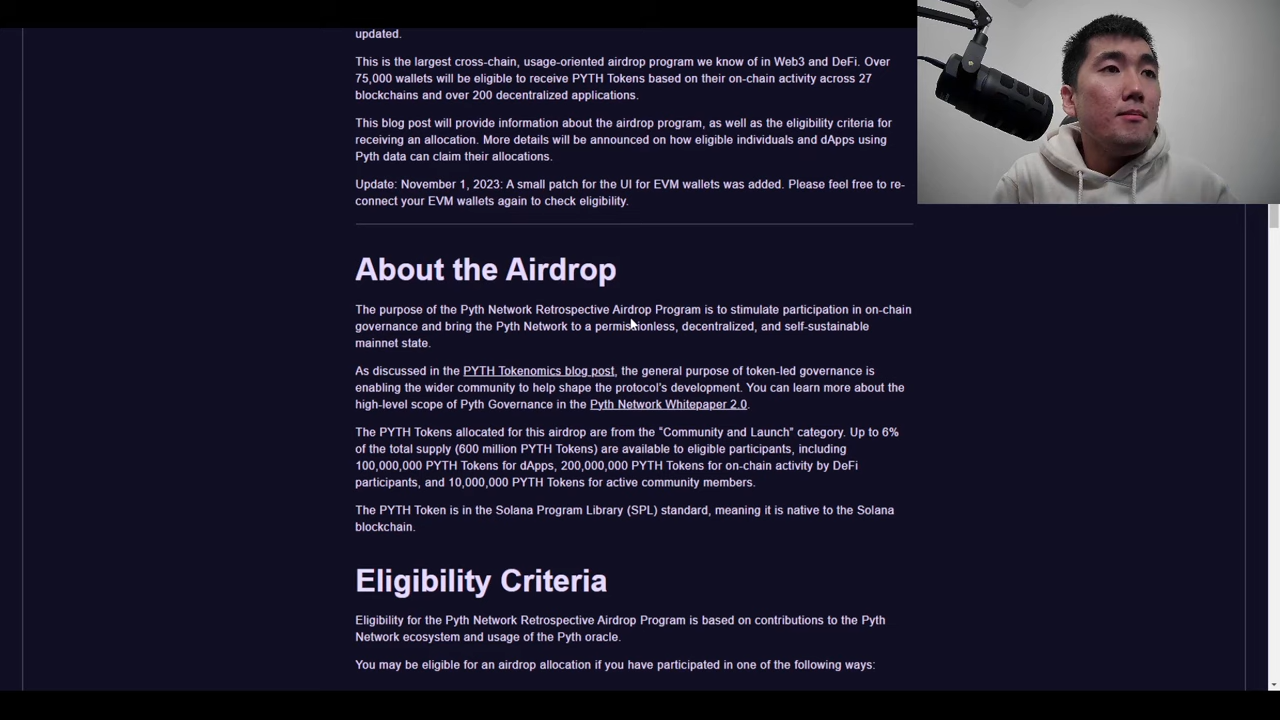 updated.
This is the largest cross-chain, usage-oriented airdrop program we know of in Web3 and DeFi. Over
75,000 wallets will be eligible to receive PYTH Tokens based on their on-chain activity across 27
blockchains and over 200 decentralized applications.
This blog post will provide information about the airdrop program, as well as the eligibility criteria for
receiving an allocation. More details will be announced on how eligible individuals and dApps using
Pyth data can claim their allocations.
Update: November 1, 2023: A small patch for the UI for EVM wallets was added. Please feel free to re-
connect your EVM wallets again to check eligibility.
About the Airdrop
The purpose of the Pyth Network Retrospective Airdrop Program is to stimulate participation in on-chain
governance and bring the Pyth Network to a permissionless, decentralized, and self-sustainable
mainnet state.
As discussed in the PYTH Tokenomics blog post, the general purpose of token-led governance is
enabling the wider community to help shape the protocol's development. You can learn more about the
high-level scope of Pyth Governance in the Pyth Network Whitepaper 2.0.
The PYTH Tokens allocated for this airdrop are from the “Community and Launch” category. Up to 6%
of the total supply (600 million PYTH Tokens) are available to eligible participants, including
100,000,000 PYTH Tokens for dApps, 200,000,000 PYTH Tokens for on-chain activity by DeFi
participants, and 10,000,000 PYTH Tokens for active community members.
The PYTH Token is in the Solana Program Library (SPL) standard, meaning it is native to the Solana
blockchain.
Eligibility Criteria
Eligibility for the Pyth Network Retrospective Airdrop Program is based on contributions to the Pyth
Network ecosystem and usage of the Pyth oracle.
You may be eligible for an airdrop allocation if you have participated in one of the following ways: